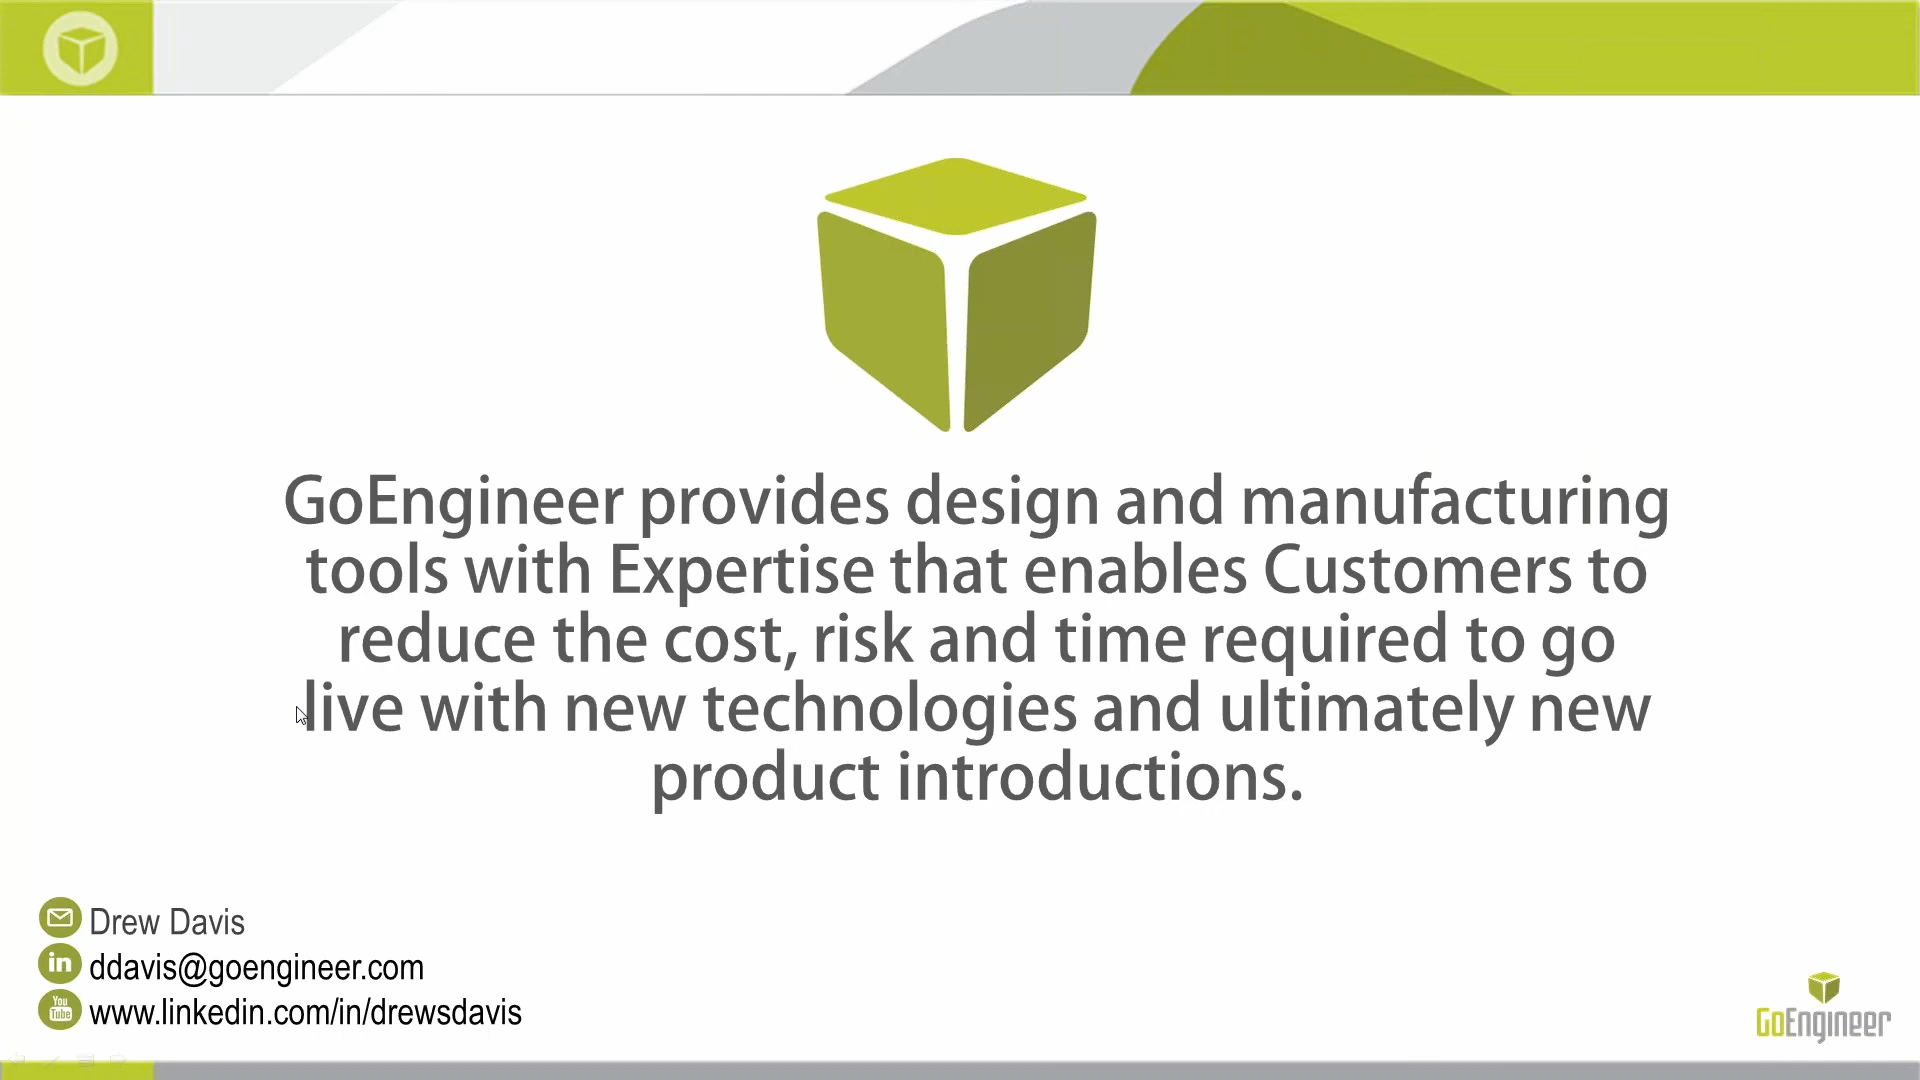 GoEngineer provides design and manufacturing
tools with Expertise that enables Customers to
reduce the cost, risk and time required to go
live with new technologies and ultimately new
product introductions.
Drew Davis
in
ddavis@goengineer.com
You
Tube
www.linkedin.com/in/drewsdavis
GoEngineer